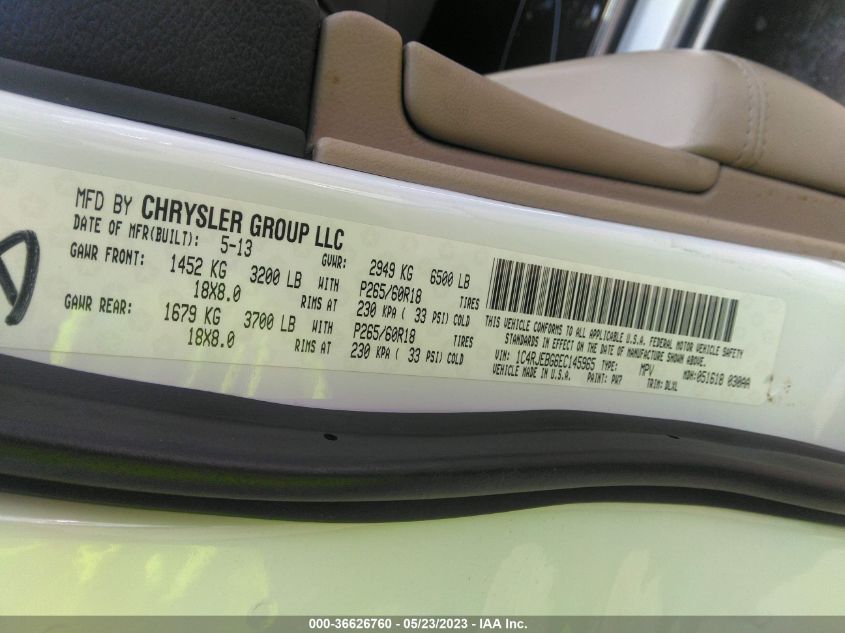 MFD BY CHRYSLER GROUP LLC
DATE OF MFR(BUILT): 5-13 GVWR: 2949 KG 6500 LB
GAWR FRONT: 1452 KG 3200 LB WITH P265/60R18 TIRES
18X8.0 RIMS AT 230 KPA ( 33 PSI) COLD
GAWR REAR: 1679 KG 3700 LB WITH P265/60R18 TIRES
18X8.0 RIMS AT 230 KPA ( 33 PSI) COLD
THIS VEHICLE CONFORMS TO ALL APPLICABLE U.S.A. FEDERAL MOTOR VEHICLE SAFETY
STANDARDS IN EFFECT ON THE DATE OF MANUFACTURE SHOWN ABOVE.
VIN: 1C4RJEBG6EC145965 TYPE: MPV MDH:051618 030AA
VEHICLE MADE IN U.S.A. PAINT: PW7 TRIM: DLXL
000-36626760 - 05/23/2023 - IAA Inc.